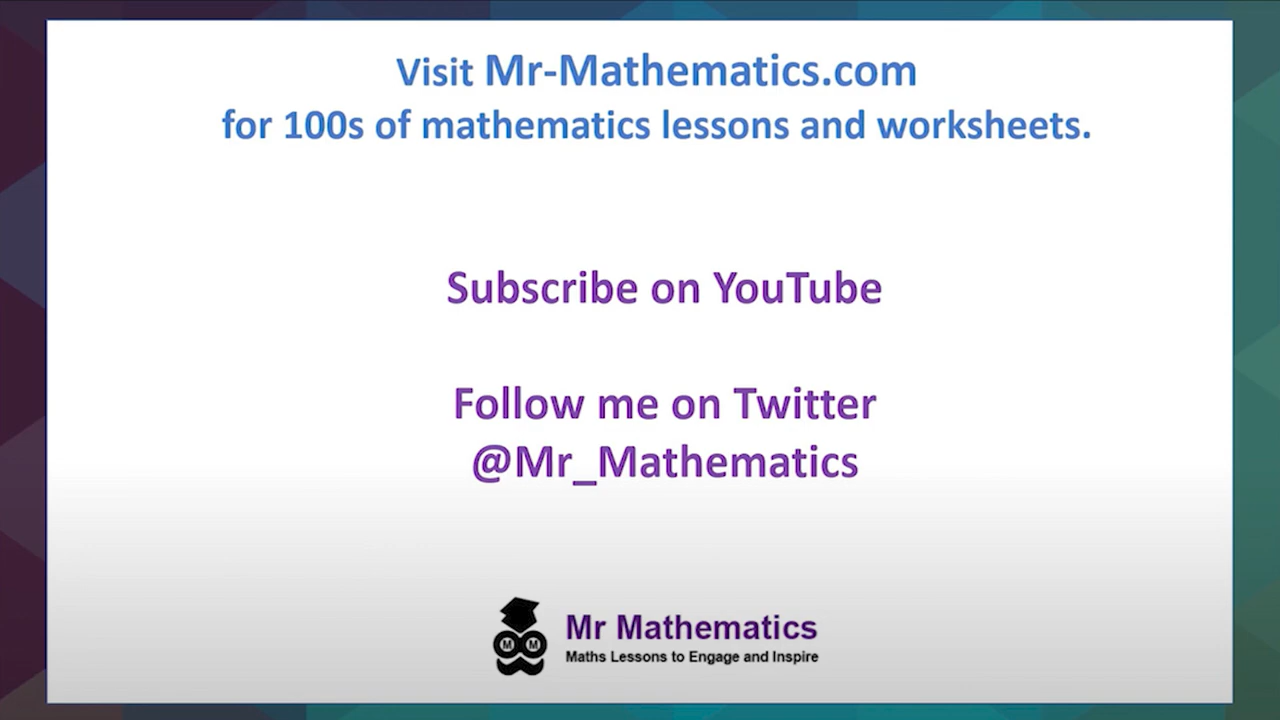 Visit Mr-Mathematics.com
for 100s of mathematics lessons and worksheets.
Subscribe on YouTube
Follow me on Twitter
@Mr_Mathematics
M M
Mr Mathematics
Maths Lessons to Engage and Inspire